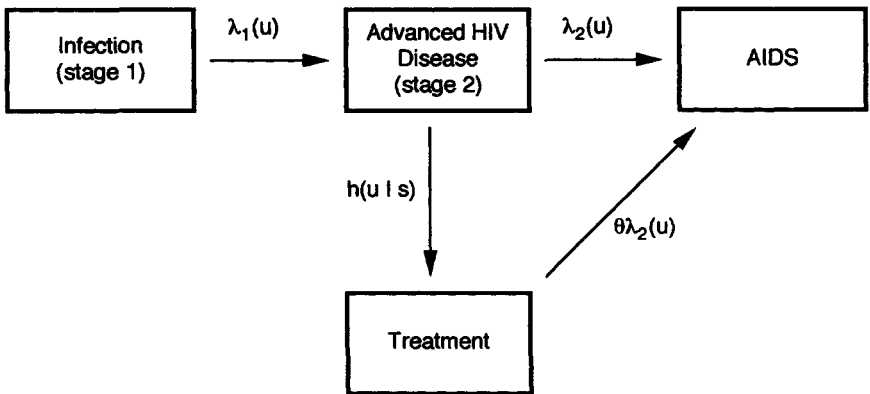 Infection
(stage 1)
λ₁(u)
Advanced HIV
Disease
(stage 2)
λ₂(u)
AIDS
h(u | s)
θλ₂(u)
Treatment